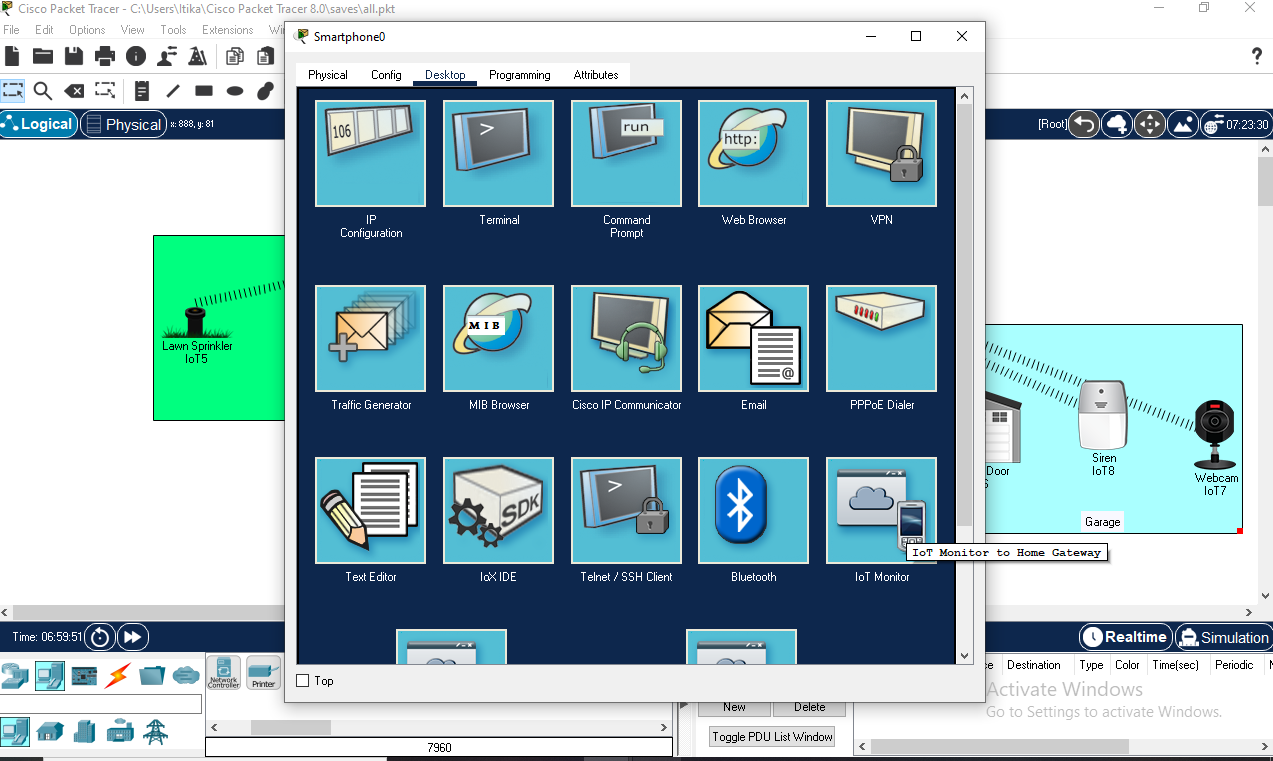 Cisco Packet Tracer - C:\Users\ltika\Cisco Packet Tracer 8.0\saves\all.pkt
File Edit Options View Tools Extensions
Smartphone0
Physical Config Desktop Programming Attributes
?
Logical Physical x: 888, y: 81
[Root] 07:23:30
106
>
run
http:
IP
Configuration
Terminal
Command
Prompt
Web Browser
VPN
MIB
@
Traffic Generator
MIB Browser
Cisco IP Communicator
Email
PPPoE Dialer
SDK
>
Text Editor
IoX IDE
Telnet / SSH Client
Bluetooth
IoT Monitor
IoT Monitor to Home Gateway
Lawn Sprinkler
IoT5
Door
Siren
IoT8
Webcam
IoT7
Garage
Top
Time: 06:59:51
Realtime Simulation
Network
Controller
Printer
7960
New Delete
Toggle PDU List Window
Destination Type Color Time(sec) Periodic
Activate Windows
Go to Settings to activate Windows.